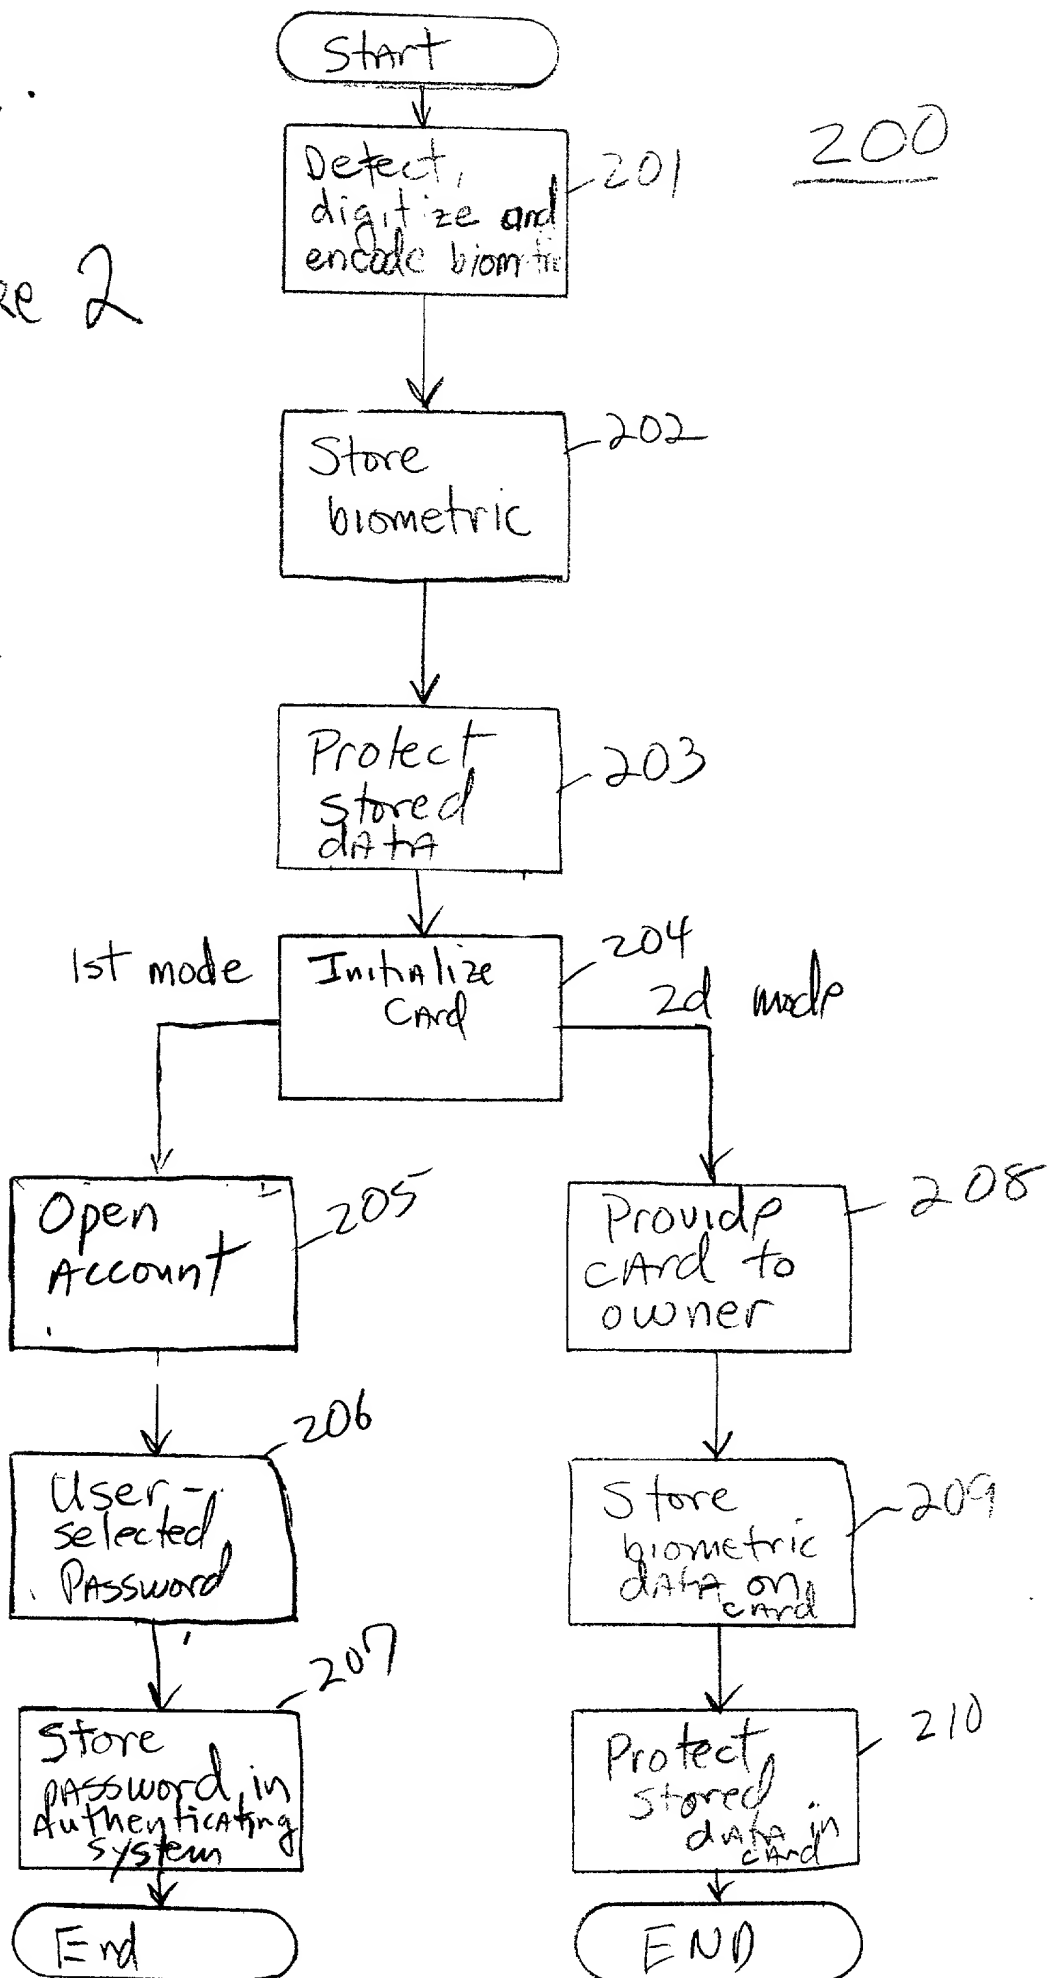 Start
200
Detect,
digitize and
encode biometric
201
re 2
Store
biometric
202
Protect
stored
data
203
1st mode
Initialize
Card
204
2d mode
Open
Account
205
Provide
card to
owner
208
User-
selected
Password
206
Store
biometric
data on
card
209
Store
password in
Authenticating
system
207
Protect
stored
data in
card
210
End
END